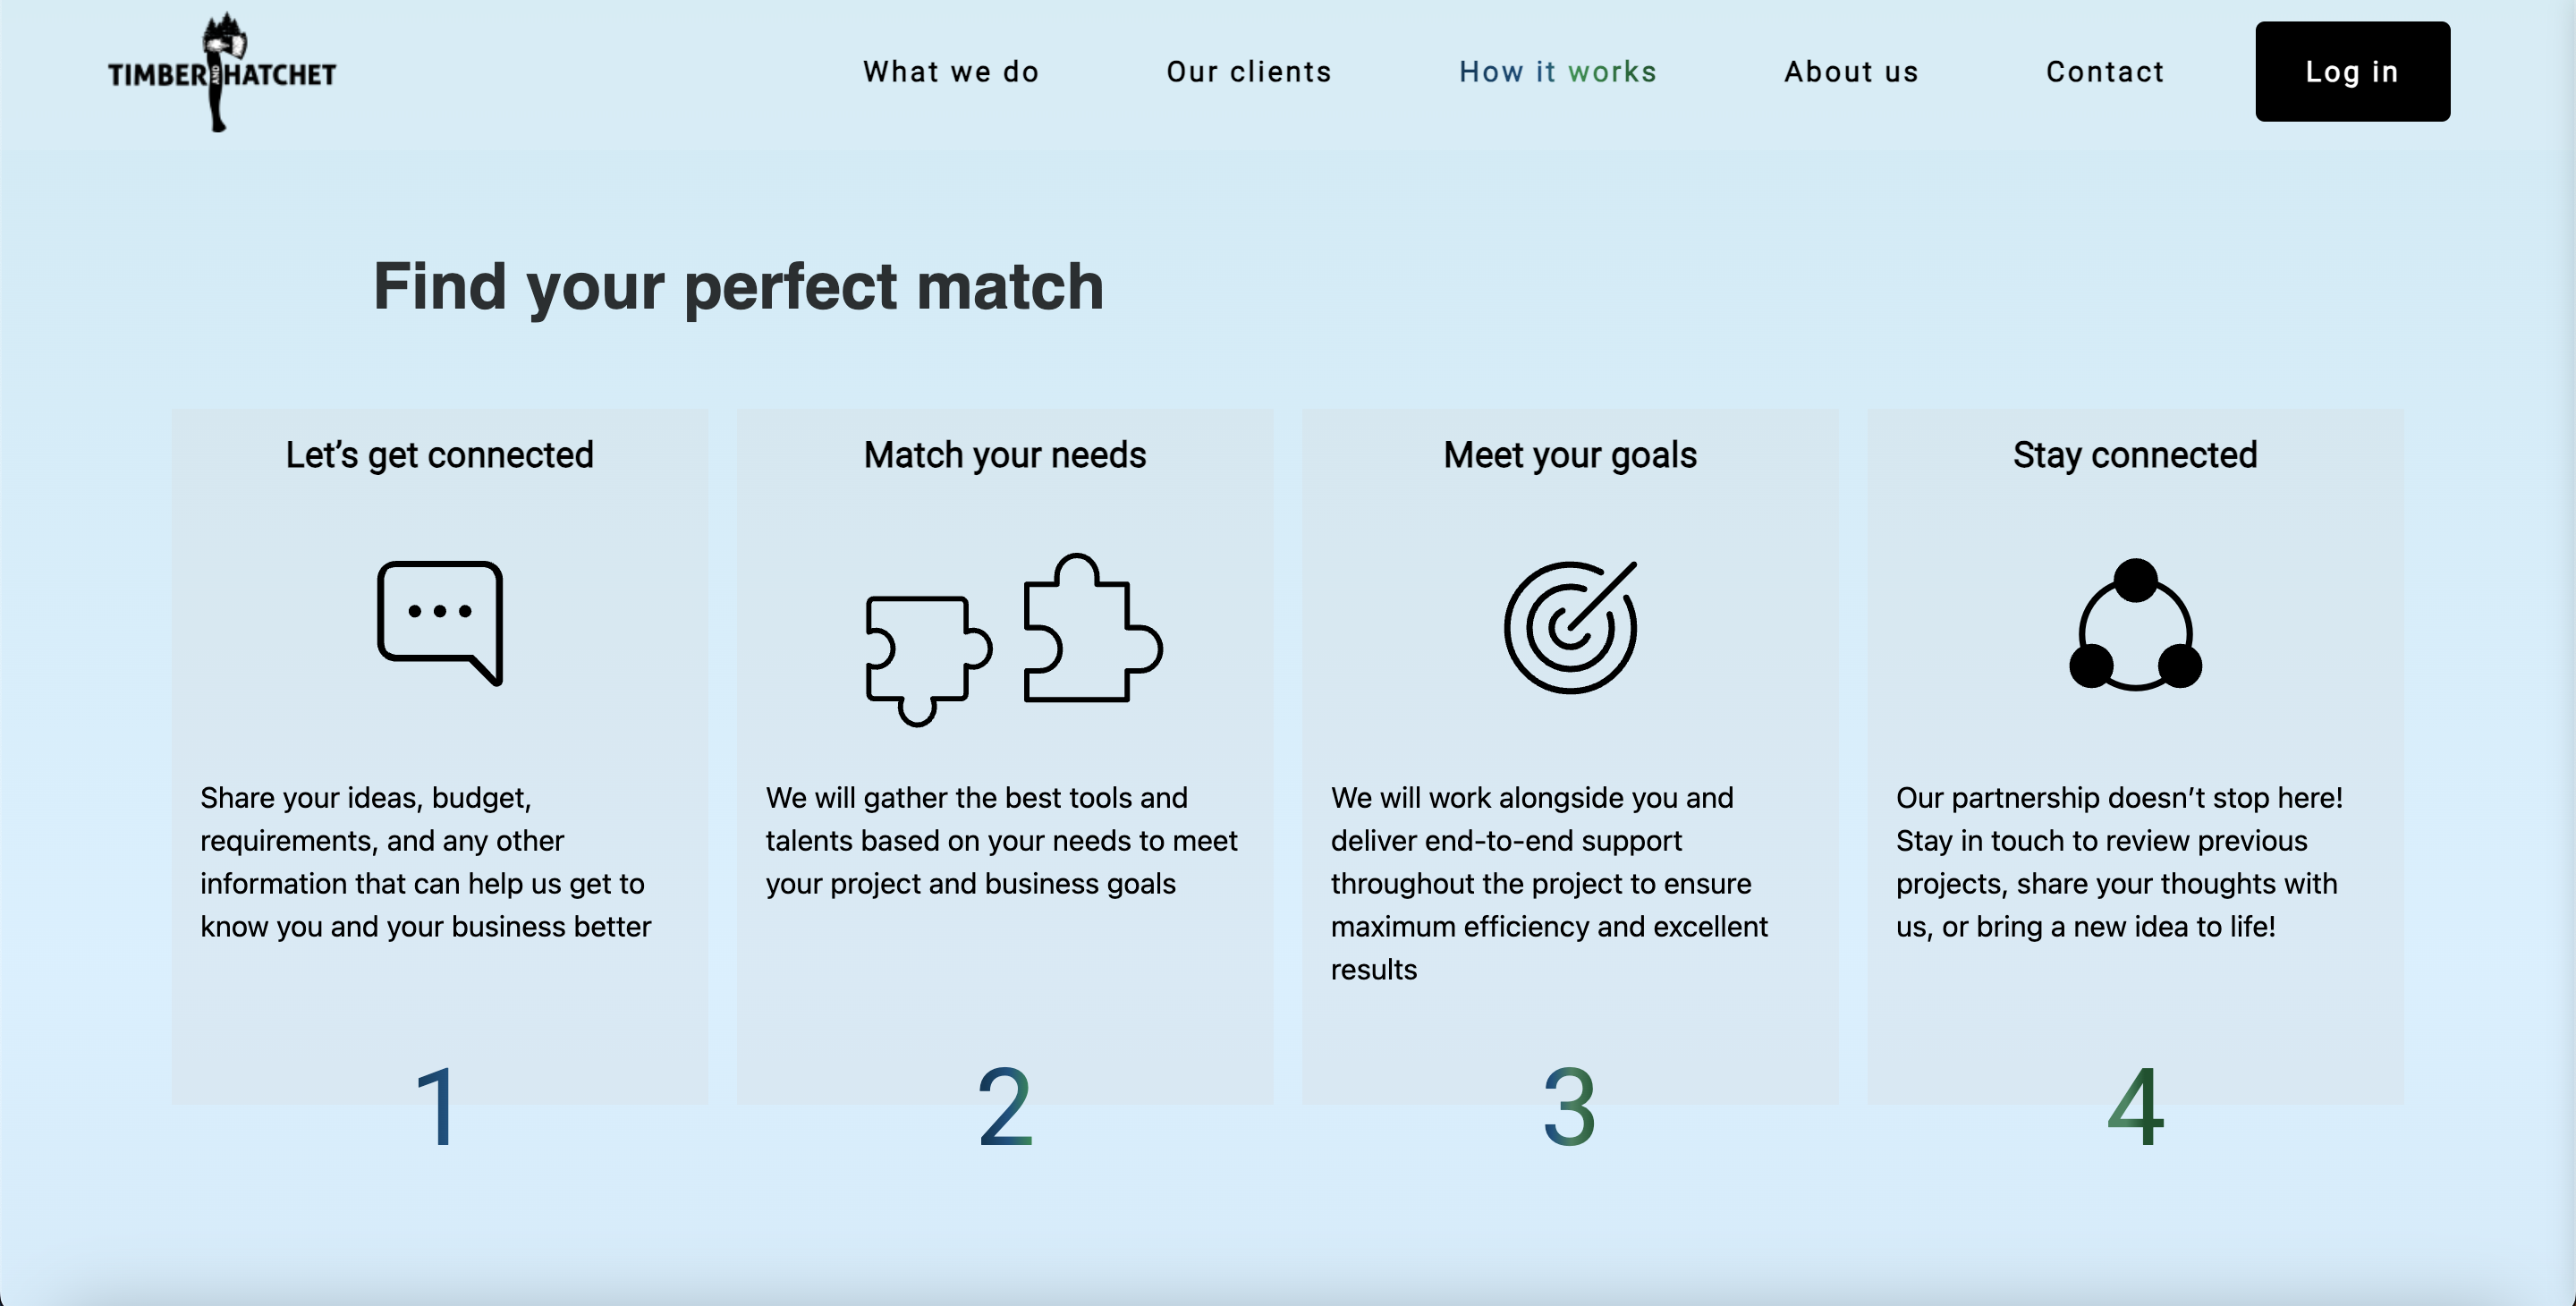 TIMBER AND HATCHET
What we do
Our clients
How it works
About us
Contact
Log in
Find your perfect match
Let’s get connected
Share your ideas, budget,
requirements, and any other
information that can help us get to
know you and your business better
1
Match your needs
We will gather the best tools and
talents based on your needs to meet
your project and business goals
2
Meet your goals
We will work alongside you and
deliver end-to-end support
throughout the project to ensure
maximum efficiency and excellent
results
3
Stay connected
Our partnership doesn’t stop here!
Stay in touch to review previous
projects, share your thoughts with
us, or bring a new idea to life!
4